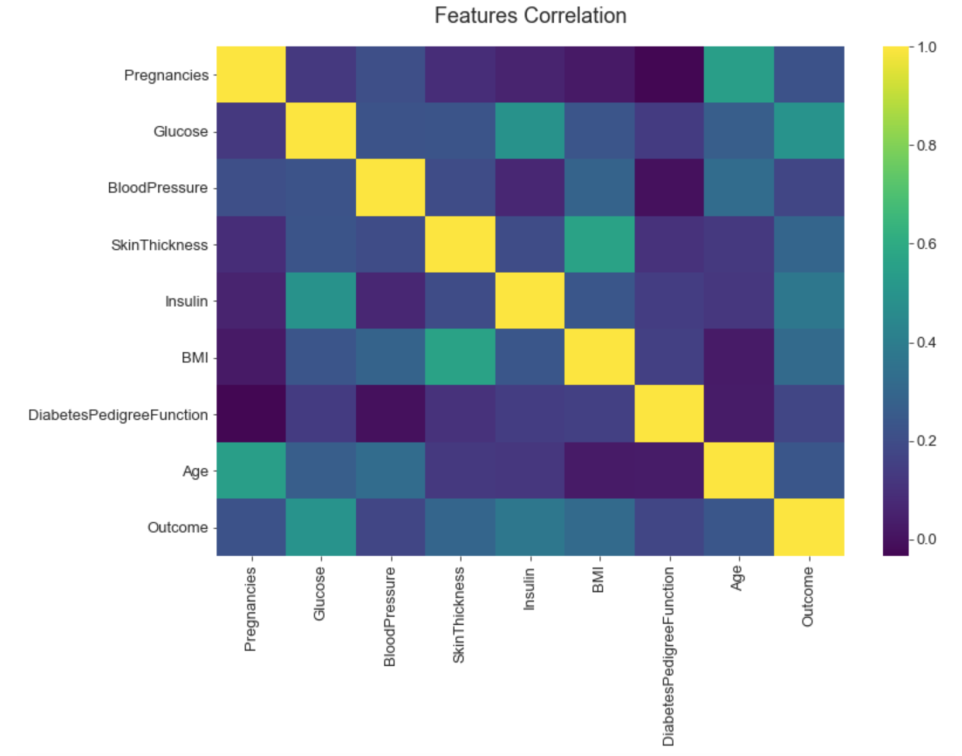 Features Correlation
Pregnancies
Glucose
BloodPressure
SkinThickness
Insulin
BMI
DiabetesPedigreeFunction
Age
Outcome
Pregnancies
Glucose
BloodPressure
SkinThickness
Insulin
BMI
DiabetesPedigreeFunction
Age
Outcome
1.0
0.8
0.6
0.4
0.2
0.0